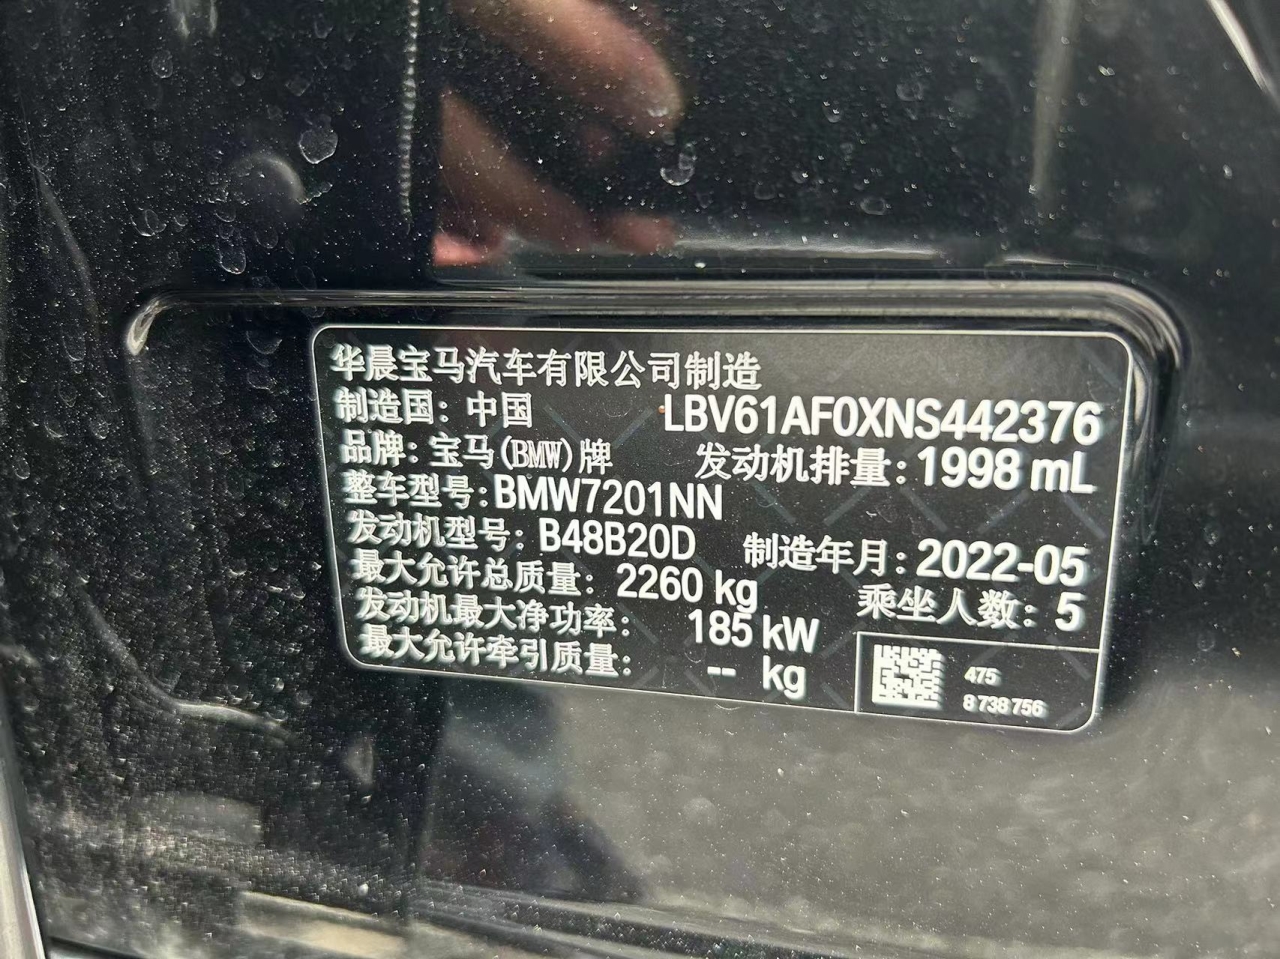 华晨宝马汽车有限公司制造
制造国：中国 LBV61AF0XNS442376
品牌：宝马(BMW)牌 发动机排量：1998 mL
整车型号：BMW7201NN
发动机型号：B48B20D 制造年月：2022-05
最大允许总质量：2260 kg 乘坐人数：5
发动机最大净功率：185 kW
最大允许牵引质量：-- kg
475
8 738 756